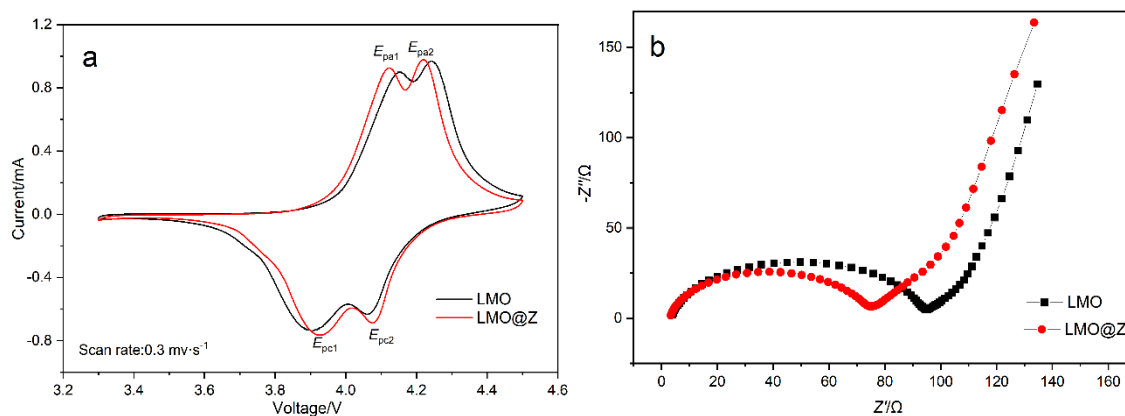 a
1.2
0.8
0.4
0.0
-0.4
-0.8
Current/mA
Epa1
Epa2
Epc1
Epc2
LMO
LMO@Z
Scan rate:0.3 mv·s⁻¹
3.2 3.4 3.6 3.8 4.0 4.2 4.4 4.6
Voltage/V
b
150
100
50
0
-Z''/Ω
LMO
LMO@Z
0 20 40 60 80 100 120 140 160
Z'/Ω